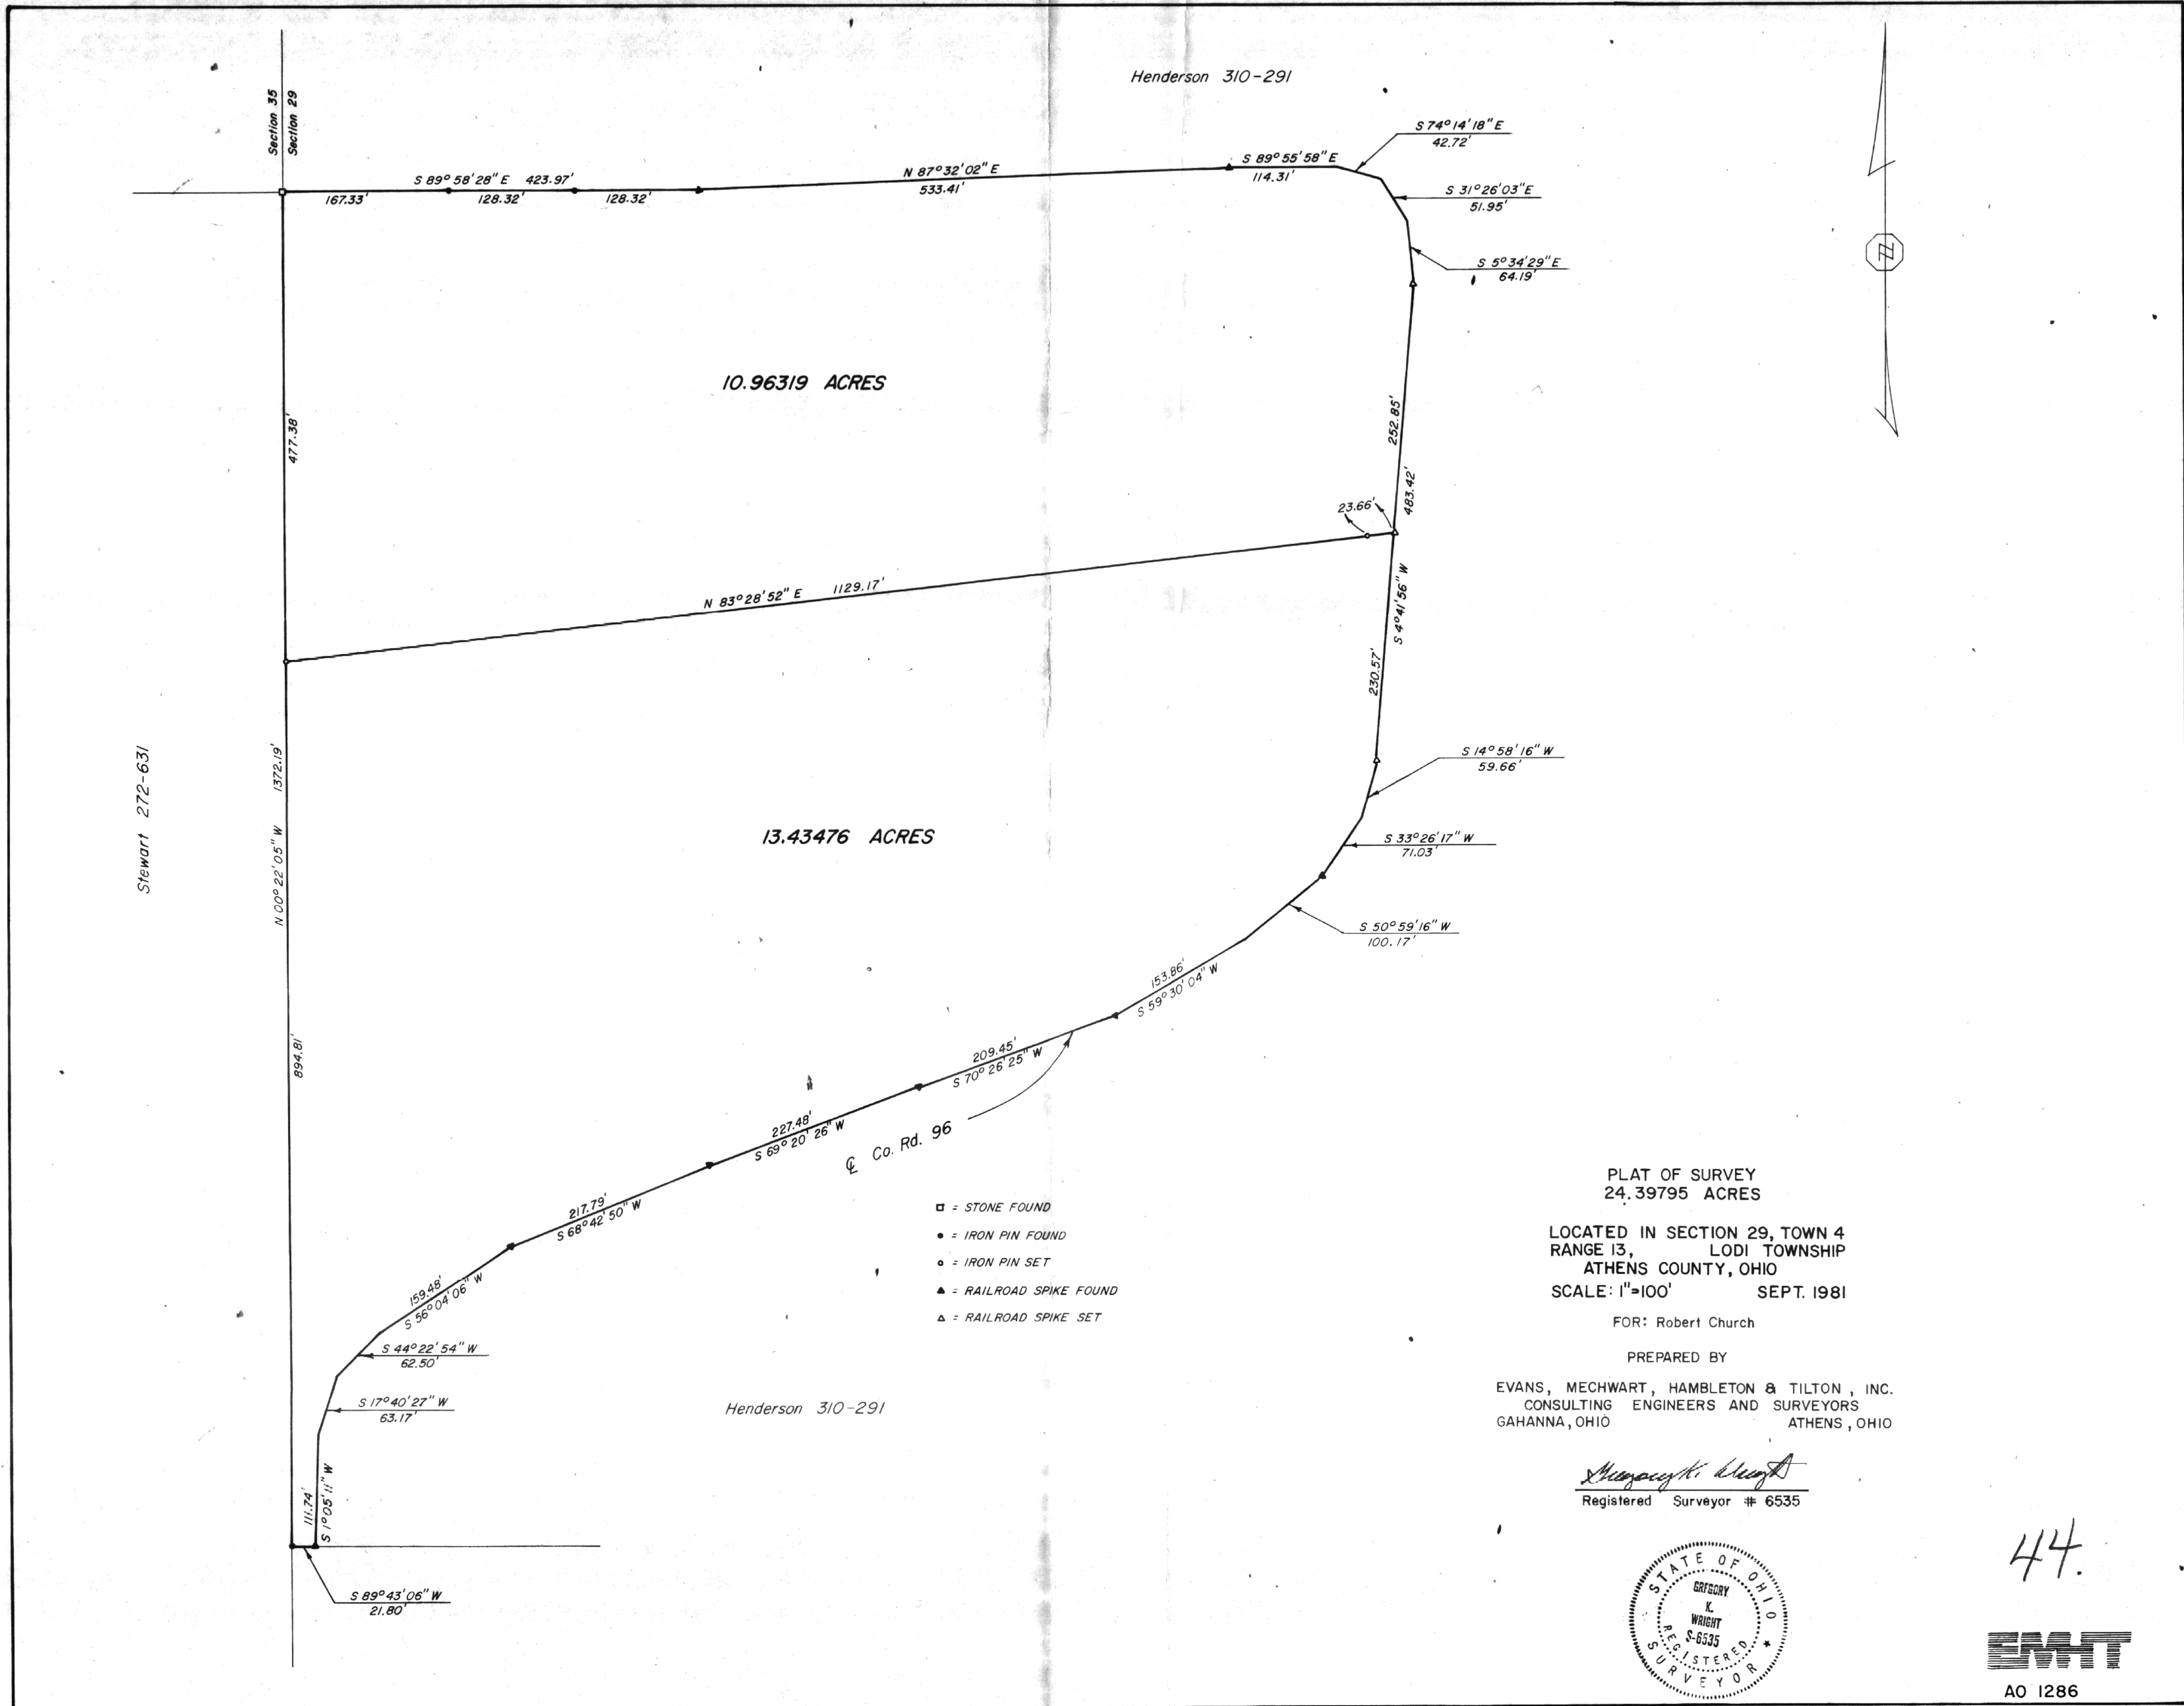 Henderson 310-291
Section 35
Section 29
S 89° 58' 28" E 423.97'
167.33'
128.32'
128.32'
N 87° 32' 02" E
533.41'
S 89° 55' 58" E
114.31'
S 74° 14' 18" E
42.72'
S 31° 26' 03" E
51.95'
S 5° 34' 29" E
64.19'
N
10.96319 ACRES
477.38'
252.85'
483.42'
23.66'
N 83° 28' 52" E 1129.17'
S 4° 41' 56" W
230.57'
Stewart 272-631
N 00° 22' 05" W 1372.19'
13.43476 ACRES
S 14° 58' 16" W
59.66'
S 33° 26' 17" W
71.03'
S 50° 59' 16" W
100.17'
153.86'
S 59° 30' 04" W
894.81'
209.45'
S 70° 26' 25" W
227.48'
S 69° 20' 26" W
℄ Co. Rd. 96
217.79'
S 68° 42' 50" W
159.48'
S 56° 04' 06" W
S 44° 22' 54" W
62.50'
S 17° 40' 27" W
63.17'
111.74'
S 1° 05' 11" W
S 89° 43' 06" W
21.80'
Henderson 310-291
= STONE FOUND
= IRON PIN FOUND
= IRON PIN SET
= RAILROAD SPIKE FOUND
= RAILROAD SPIKE SET
PLAT OF SURVEY
24.39795 ACRES
LOCATED IN SECTION 29, TOWN 4
RANGE 13, LODI TOWNSHIP
ATHENS COUNTY, OHIO
SCALE: 1"=100' SEPT. 1981
FOR: Robert Church
PREPARED BY
EVANS, MECHWART, HAMBLETON & TILTON, INC.
CONSULTING ENGINEERS AND SURVEYORS
GAHANNA, OHIO ATHENS, OHIO
Gregory K. Wright
Registered Surveyor # 6535
STATE OF OHIO
GREGORY
K.
WRIGHT
S-6535
REGISTERED
SURVEYOR
44.
EMHT
AO 1286